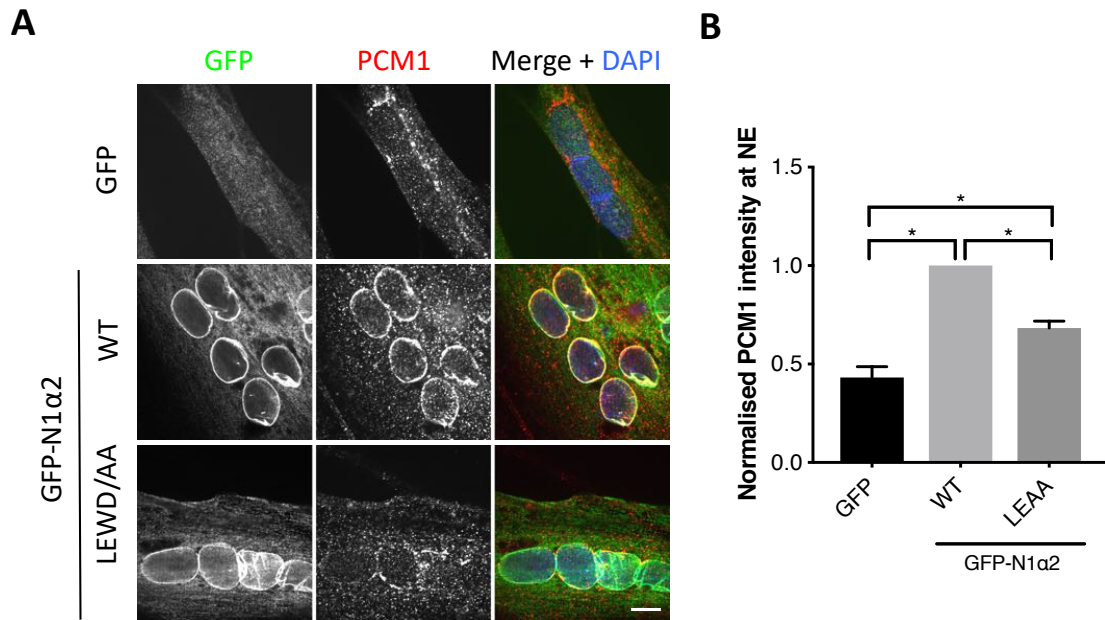 A
GFP PCM1 Merge + DAPI
GFP
GFP-N1α2
WT
LEWD/AA
B
Normalised PCM1 intensity at NE
1.5
1.0
0.5
0.0
*
* *
GFP WT LEAA
GFP-N1α2